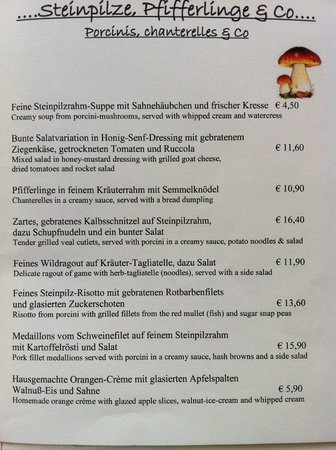 ....Steinpilze, Pfifferlinge & Co....
Porcinis, chanterelles & Co
Feine Steinpilzrahm-Suppe mit Sahnehäubchen und frischer Kresse € 4,50
Creamy soup from porcini-mushrooms, served with whipped cream and watercress
Bunte Salatvariation in Honig-Senf-Dressing mit gebratenem
Ziegenkäse, getrockneten Tomaten und Ruccola € 11,60
Mixed salad in honey-mustard dressing with grilled goat cheese,
dried tomatoes and rocket salad
Pfifferlinge in feinem Kräuterrahm mit Semmelknödel € 10,90
Chanterelles in a creamy sauce, served with a bread dumpling
Zartes, gebratenes Kalbsschnitzel auf Steinpilzrahm, € 16,40
dazu Schupfnudeln und ein bunter Salat
Tender grilled veal cutlets, served with porcini in a creamy sauce, potato noodles & salad
Feines Wildragout auf Kräuter-Tagliatelle, dazu Salat € 11,90
Delicate ragout of game with herb-tagliatelle (noodles), served with a side salad
Feines Steinpilz-Risotto mit gebratenen Rotbarbenfilets
und glasierten Zuckerschoten € 13,60
Risotto from porcini with grilled fillets from the red mullet (fish) and sugar snap peas
Medaillons vom Schweinefilet auf feinem Steinpilzrahm
mit Kartoffelrösti und Salat € 15,90
Pork fillet medallions served with porcini in a creamy sauce, hash browns and a side salad
Hausgemachte Orangen-Crème mit glasierten Apfelspalten
Walnuß-Eis und Sahne € 5,90
Homemade orange crème with glazed apple slices, walnut-ice-cream and whipped cream